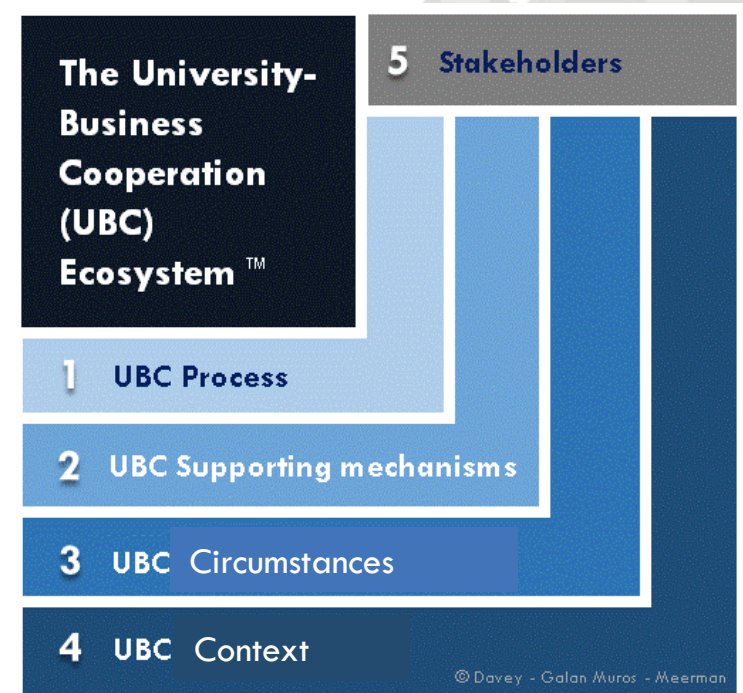 The University-
Business
Cooperation
(UBC)
Ecosystem ™
5 Stakeholders
1 UBC Process
2 UBC Supporting mechanisms
3 UBC Circumstances
4 UBC Context
© Davey - Galan Muros - Meerman